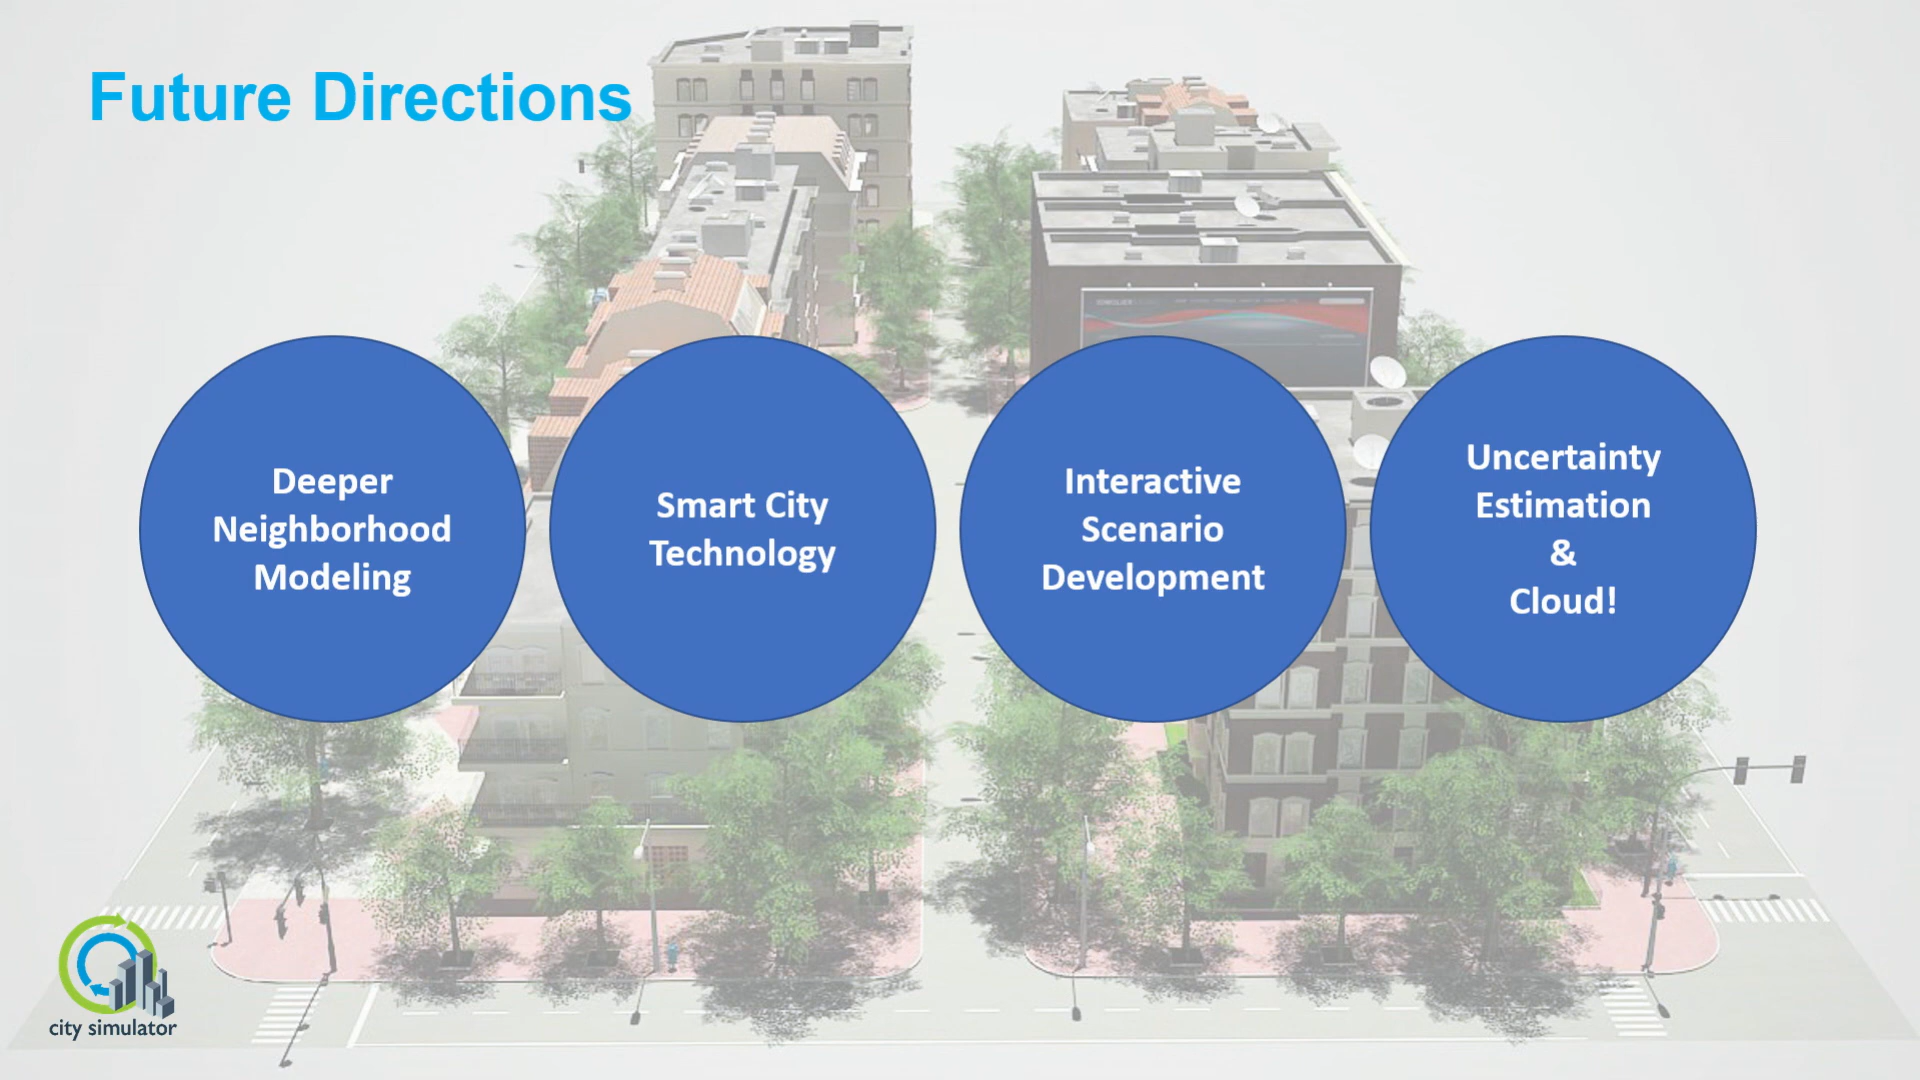 Future Directions
Deeper
Neighborhood
Modeling
Smart City
Technology
Interactive
Scenario
Development
Uncertainty
Estimation
&
Cloud!
city simulator